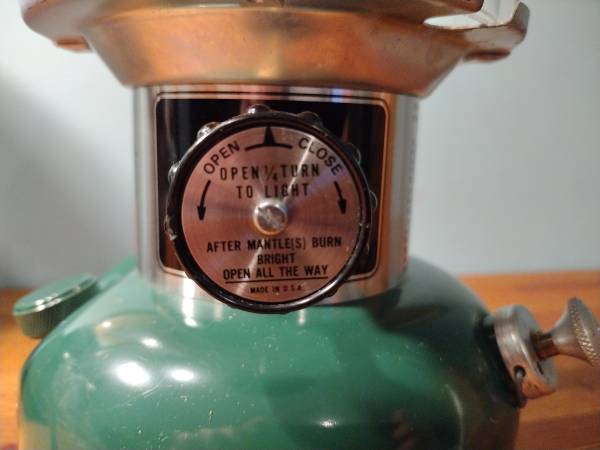 OPEN CLOSE
OPEN 1/4 TURN
TO LIGHT
AFTER MANTLE(S) BURN
BRIGHT
OPEN ALL THE WAY
MADE IN U.S.A.